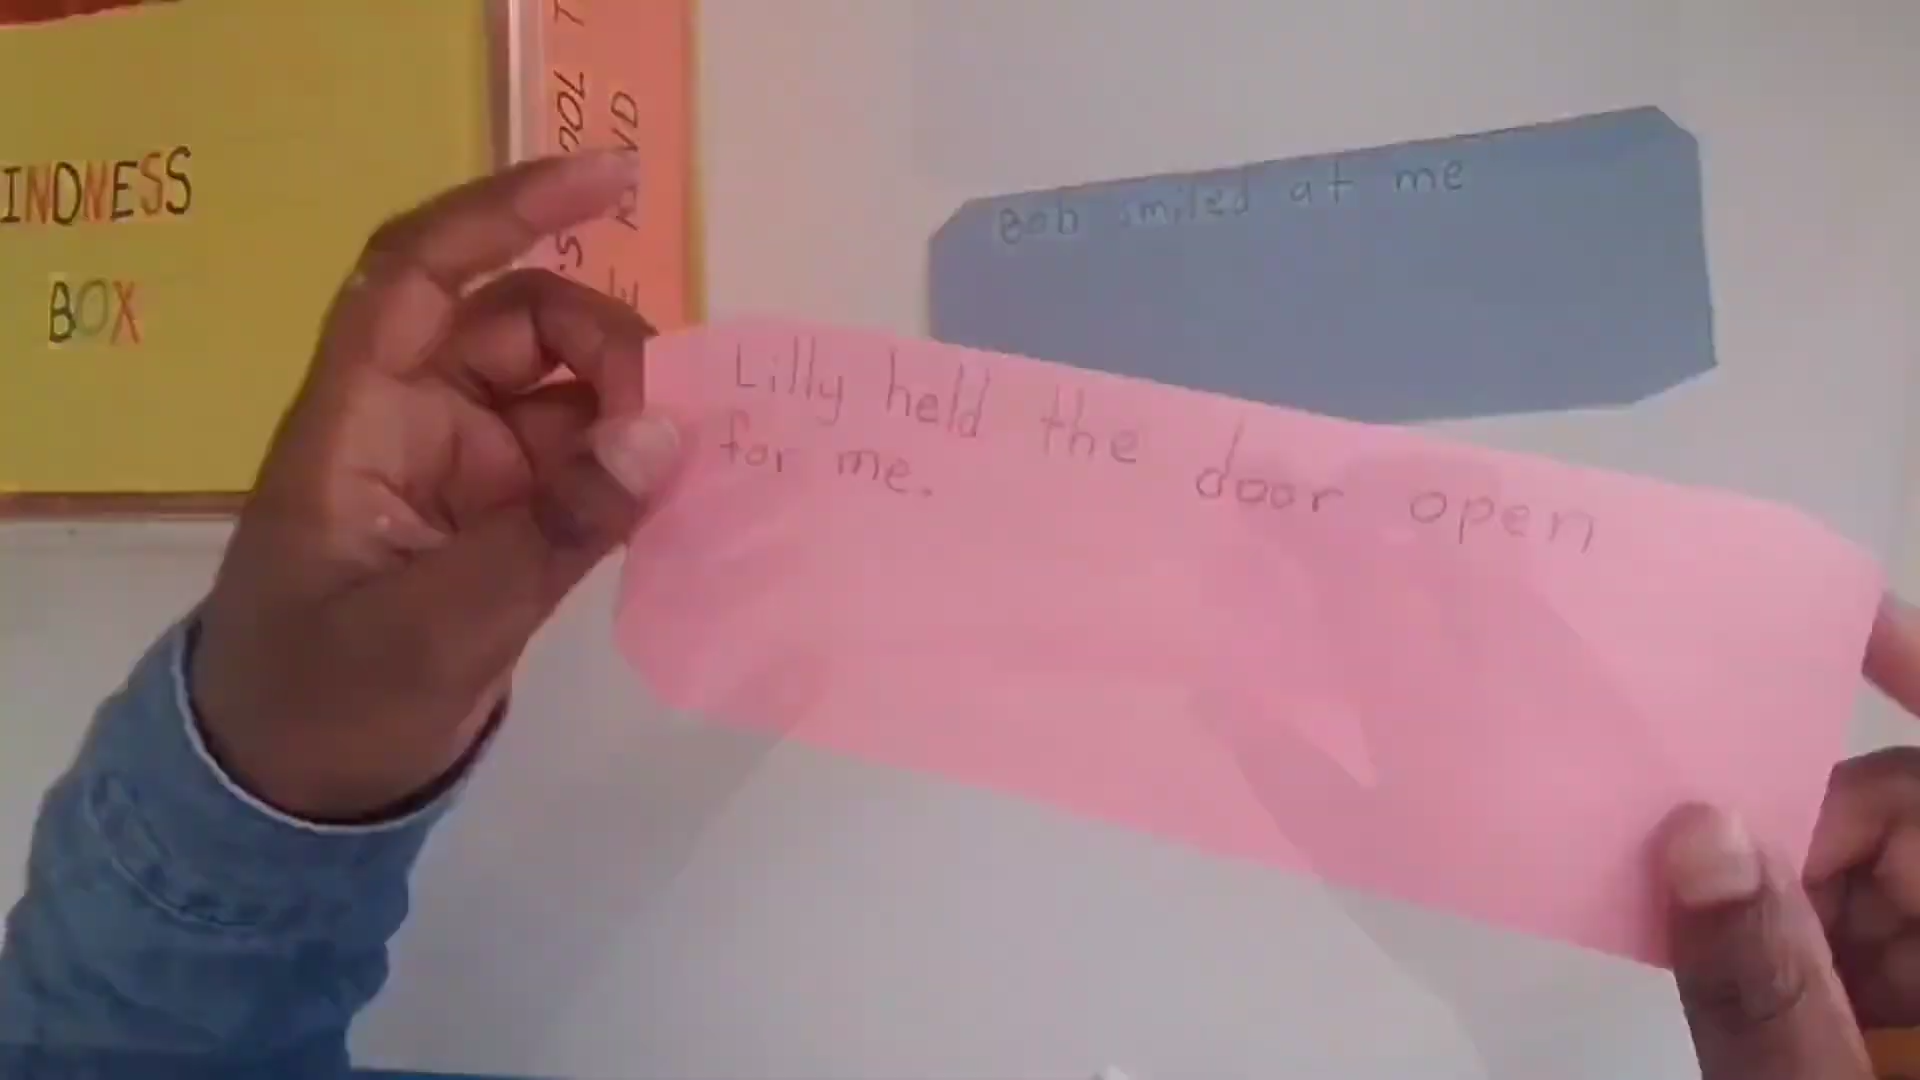 INDNESS
BOX
Bob smiled at me
Lilly held the door open
for me.